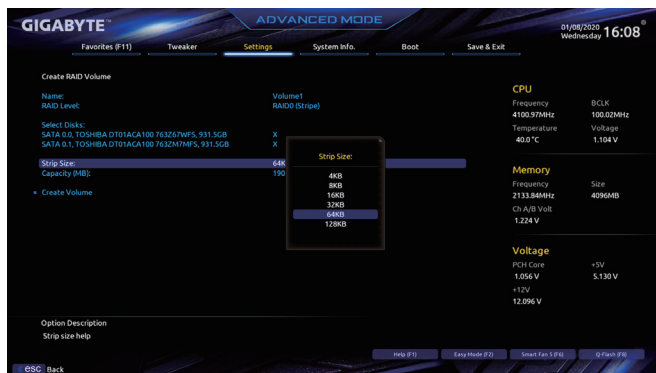 GIGABYTE™
ADVANCED MODE
01/08/2020
Wednesday 16:08
Favorites (F11) Tweaker Settings System Info. Boot Save & Exit
Create RAID Volume
Name: Volume1
RAID Level: RAID0 (Stripe)
Select Disks:
SATA 0.0, TOSHIBA DT01ACA100 763Z67WFS, 931.5GB X
SATA 0.1, TOSHIBA DT01ACA100 763ZM7MFS, 931.5GB X
Strip Size: 64K
Capacity (MB): 190
Create Volume
Strip Size:
4KB
8KB
16KB
32KB
64KB
128KB
CPU
Frequency BCLK
4100.97MHz 100.02MHz
Temperature Voltage
40.0 °C 1.104 V
Memory
Frequency Size
2133.84MHz 4096MB
Ch A/B Volt
1.224 V
Voltage
PCH Core +5V
1.056 V 5.130 V
+12V
12.096 V
Option Description
Strip size help
Help (F1) Easy Mode (F2) Smart Fan 5 (F6) Q-Flash (F8)
esc Back